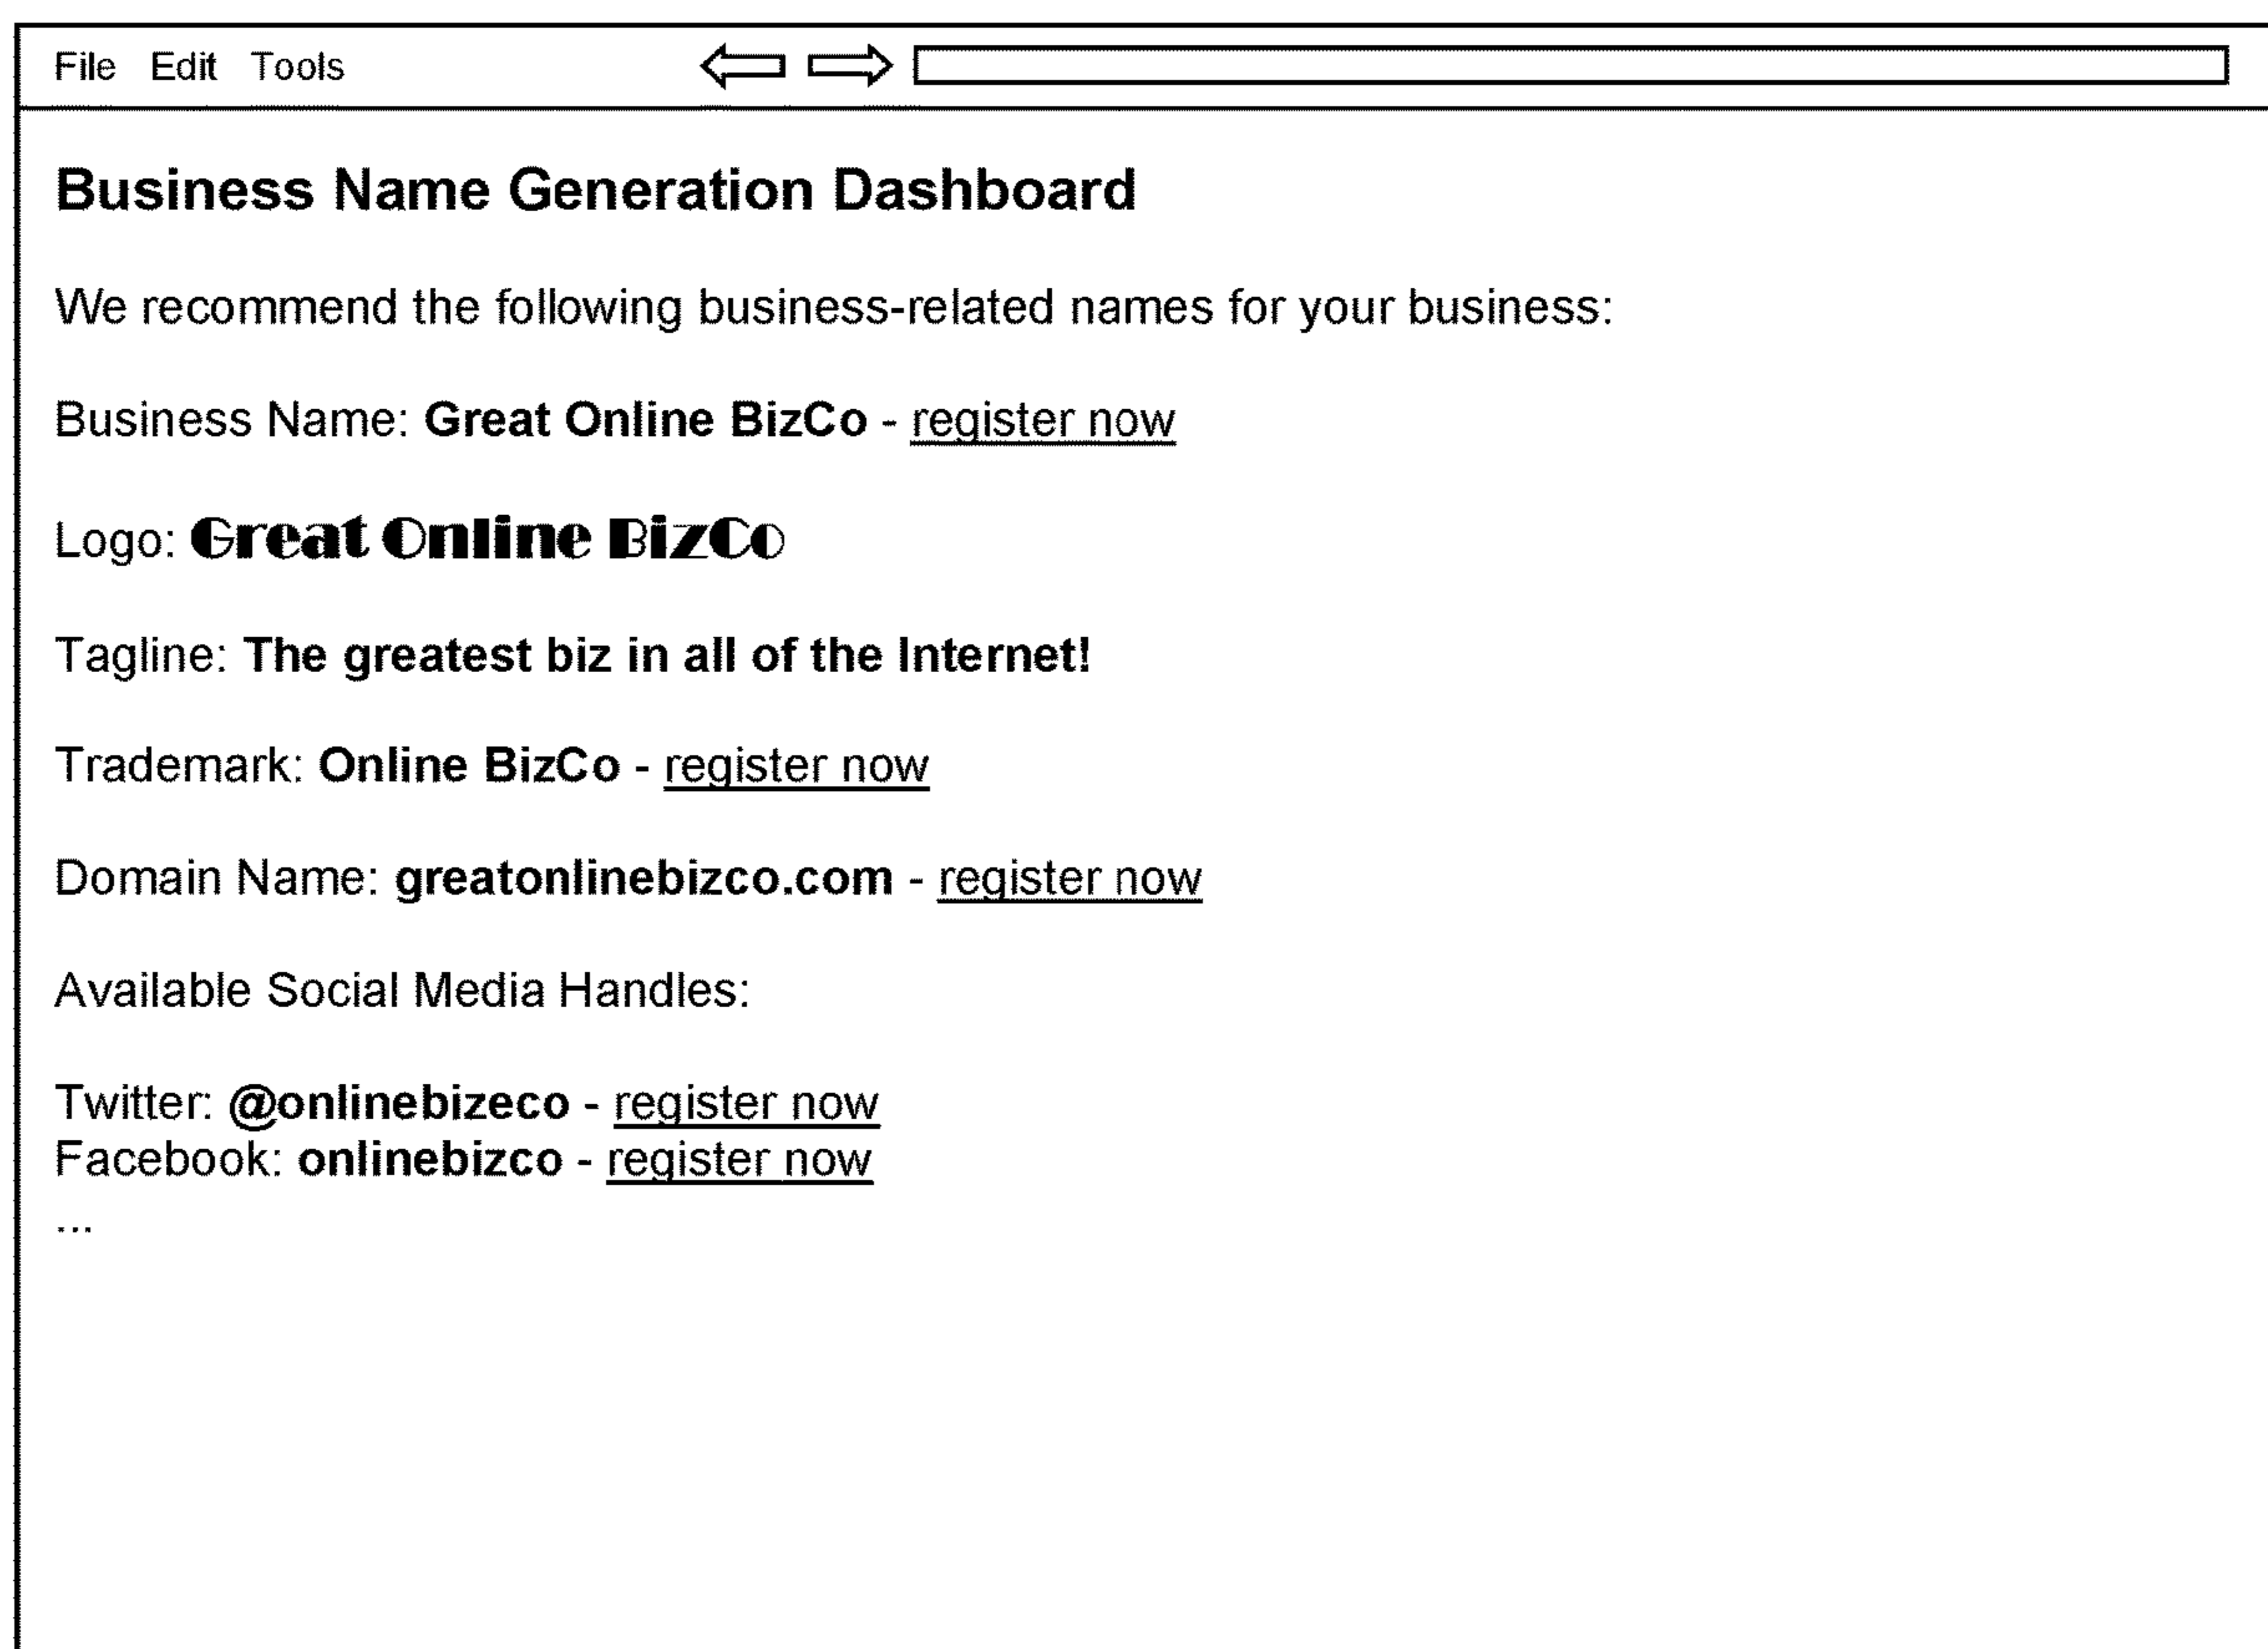 File Edit Tools
Business Name Generation Dashboard
We recommend the following business-related names for your business:
Business Name: Great Online BizCo - register now
Logo: Great Online BizCo
Tagline: The greatest biz in all of the Internet!
Trademark: Online BizCo - register now
Domain Name: greatonlinebizco.com - register now
Available Social Media Handles:
Twitter: @onlinebizeco - register now
Facebook: onlinebizco - register now
...